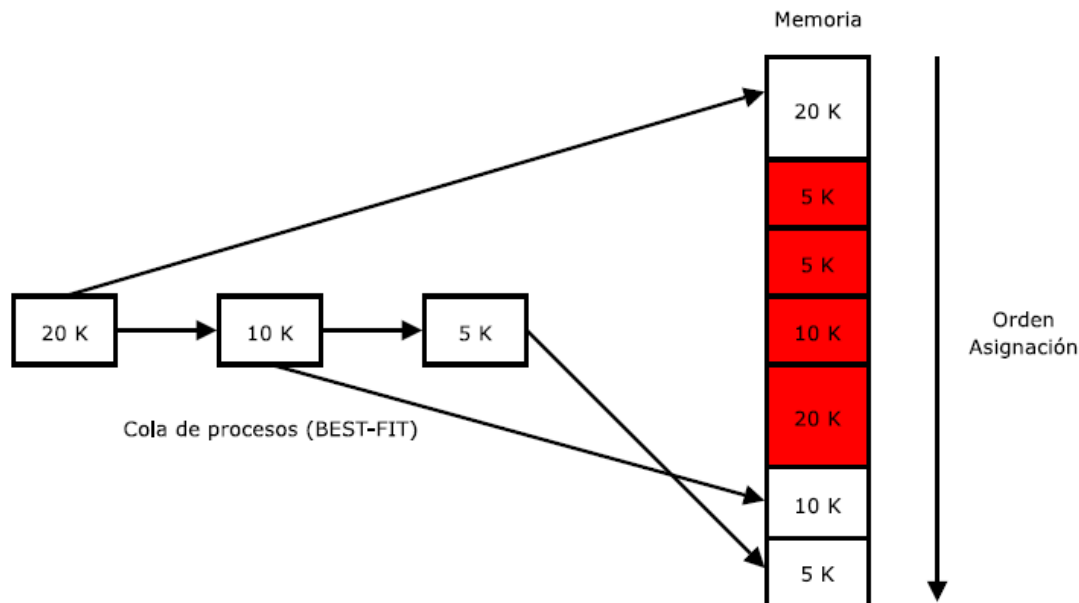 Memoria
20 K
5 K
5 K
10 K
20 K
10 K
5 K
20 K
10 K
5 K
Cola de procesos (BEST-FIT)
Orden
Asignación